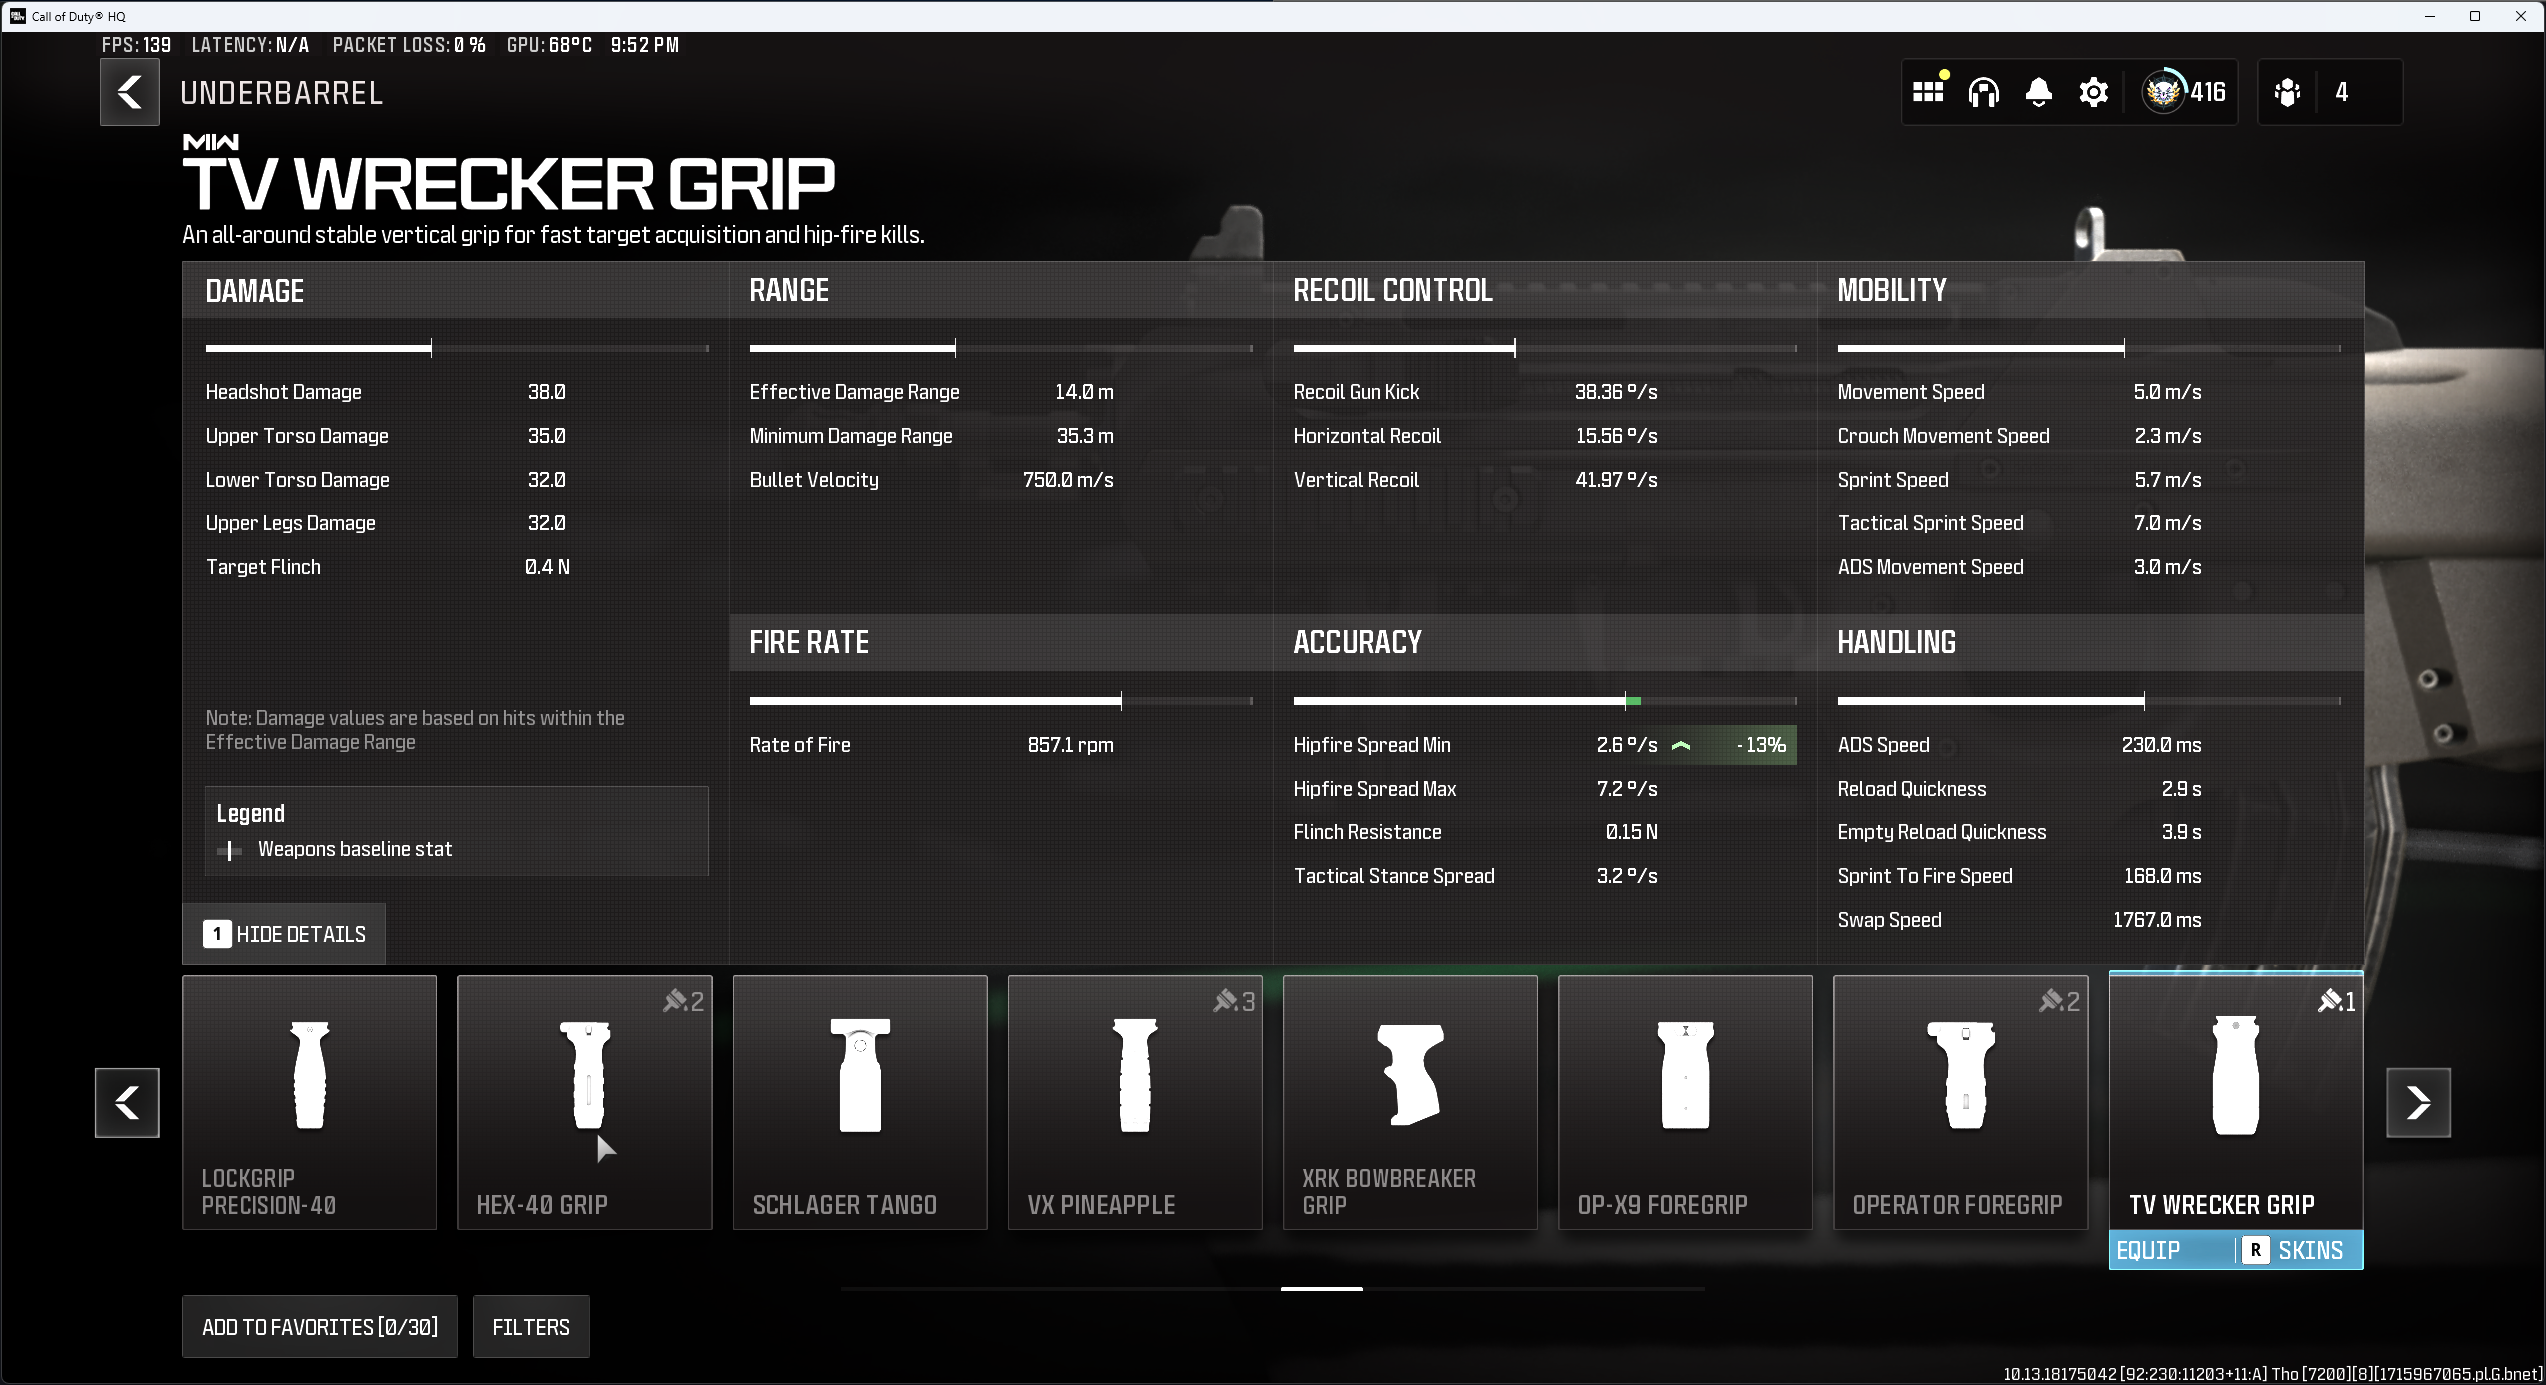 Call of Duty® HQ
FPS: 139 LATENCY: N/A PACKET LOSS: 0 % GPU: 68°C 9:52 PM
UNDERBARREL
416
4
MW
TV WRECKER GRIP
An all-around stable vertical grip for fast target acquisition and hip-fire kills.
DAMAGE
Headshot Damage 38.0
Upper Torso Damage 35.0
Lower Torso Damage 32.0
Upper Legs Damage 32.0
Target Flinch 0.4 N
Note: Damage values are based on hits within the
Effective Damage Range
Legend
Weapons baseline stat
1 HIDE DETAILS
RANGE
Effective Damage Range 14.0 m
Minimum Damage Range 35.3 m
Bullet Velocity 750.0 m/s
FIRE RATE
Rate of Fire 857.1 rpm
RECOIL CONTROL
Recoil Gun Kick 38.36 º/s
Horizontal Recoil 15.56 º/s
Vertical Recoil 41.97 º/s
ACCURACY
Hipfire Spread Min 2.6 º/s -13%
Hipfire Spread Max 7.2 º/s
Flinch Resistance 0.15 N
Tactical Stance Spread 3.2 º/s
MOBILITY
Movement Speed 5.0 m/s
Crouch Movement Speed 2.3 m/s
Sprint Speed 5.7 m/s
Tactical Sprint Speed 7.0 m/s
ADS Movement Speed 3.0 m/s
HANDLING
ADS Speed 230.0 ms
Reload Quickness 2.9 s
Empty Reload Quickness 3.9 s
Sprint To Fire Speed 168.0 ms
Swap Speed 1767.0 ms
LOCKGRIP
PRECISION-40
2
HEX-40 GRIP
SCHLAGER TANGO
3
VX PINEAPPLE
XRK BOWBREAKER
GRIP
OP-X9 FOREGRIP
2
OPERATOR FOREGRIP
1
TV WRECKER GRIP
EQUIP R SKINS
ADD TO FAVORITES [0/30]
FILTERS
10.13.18175042 [92:230:11203+11:A] Tho [7200][8][1715967065.pl.G.bnet]